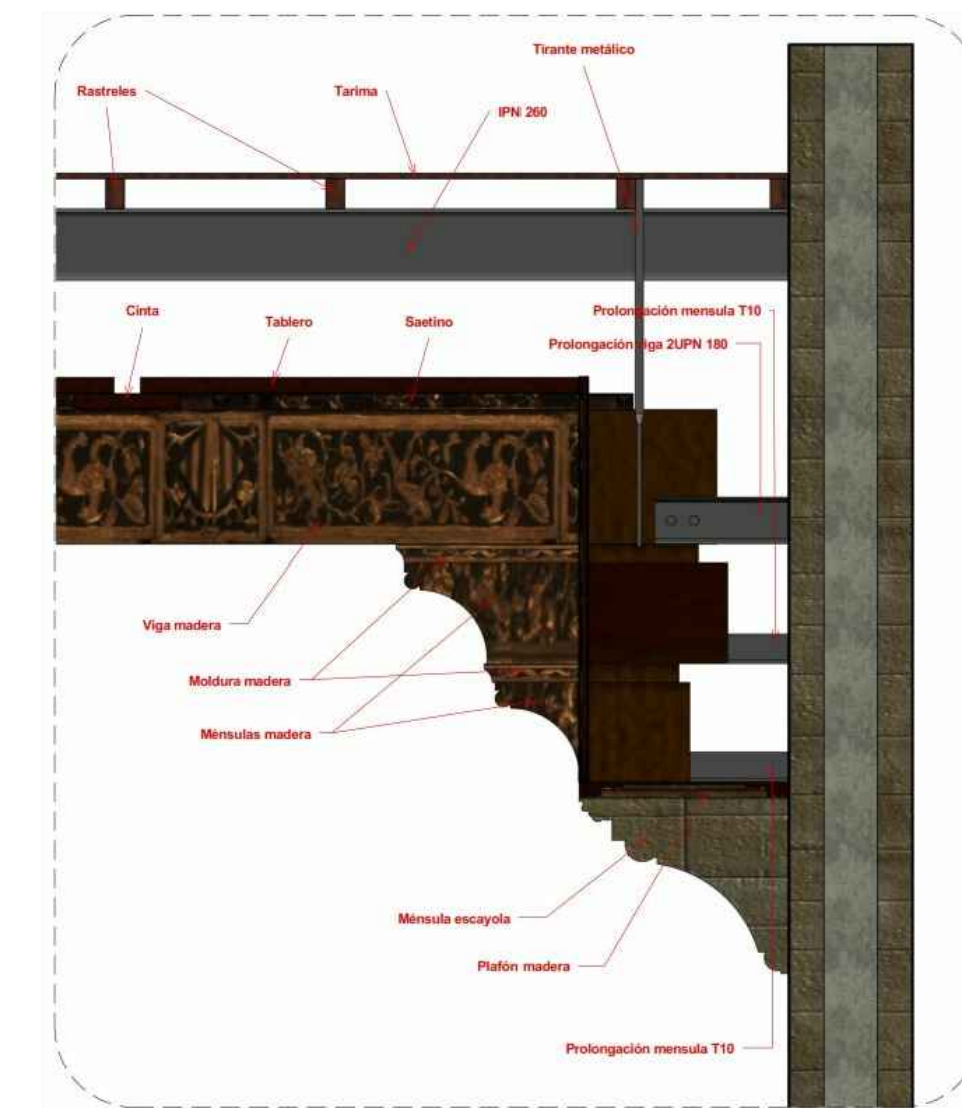 Tirante metálico
Rastreles
Tarima
IPN 260
Cinta
Tablero
Saetino
Prolongación mensula T10
Prolongación viga 2UPN 180
Viga madera
Moldura madera
Ménsulas madera
Ménsula escayola
Plafón madera
Prolongación mensula T10